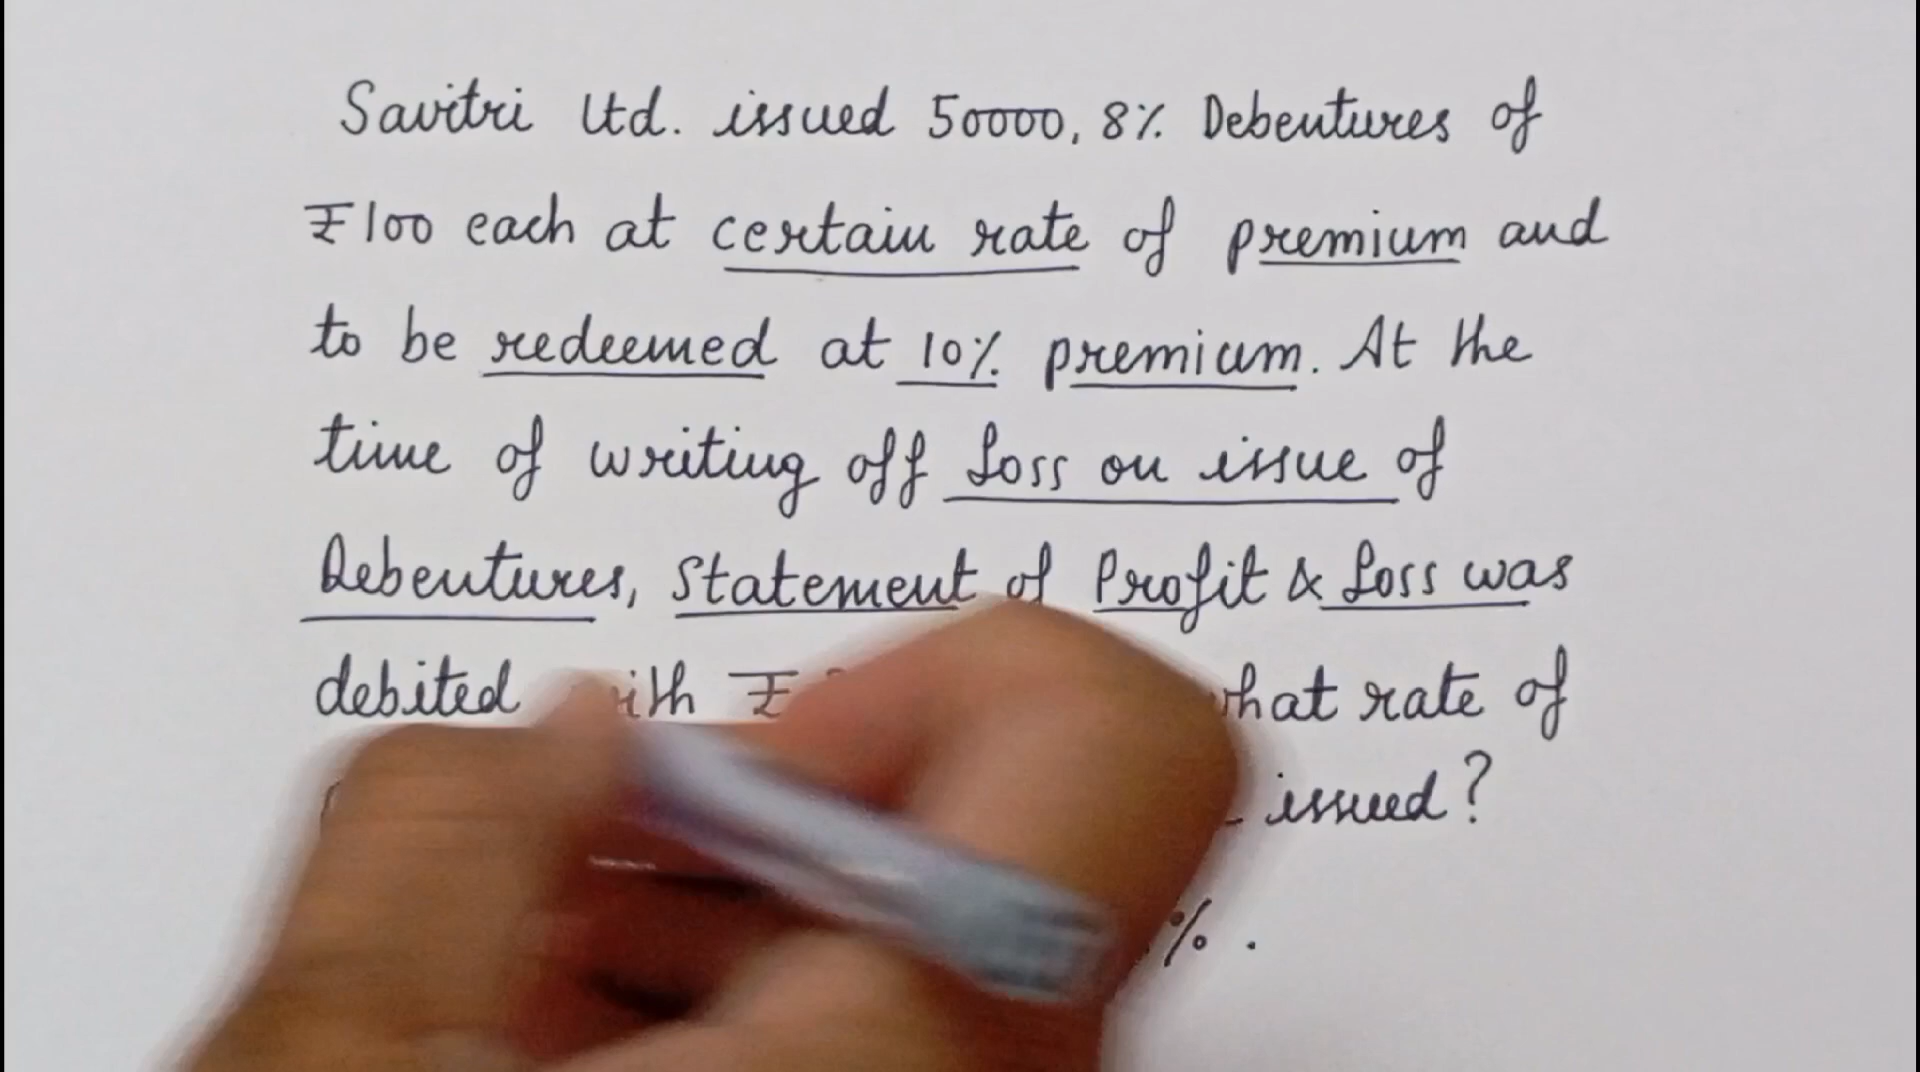 Savitri Ltd. issued 50000, 8% Debentures of
₹100 each at certain rate of premium and
to be redeemed at 10% premium. At the
time of writing off Loss on issue of
Debentures, Statement of Profit & Loss was
debited with ₹ what rate of
issued?
% .